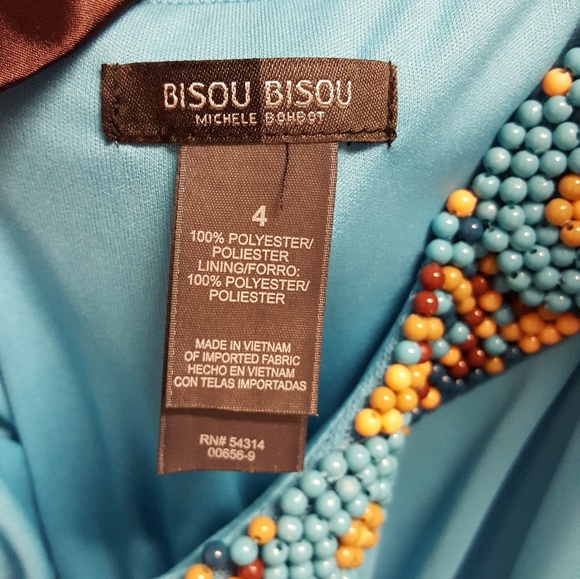 BISOU BISOU
MICHELE BOHBOT
4
100% POLYESTER/
POLIESTER
LINING/FORRO:
100% POLYESTER/
POLIESTER
MADE IN VIETNAM
OF IMPORTED FABRIC
HECHO EN VIETNAM
CON TELAS IMPORTADAS
RN# 54314
00656-9